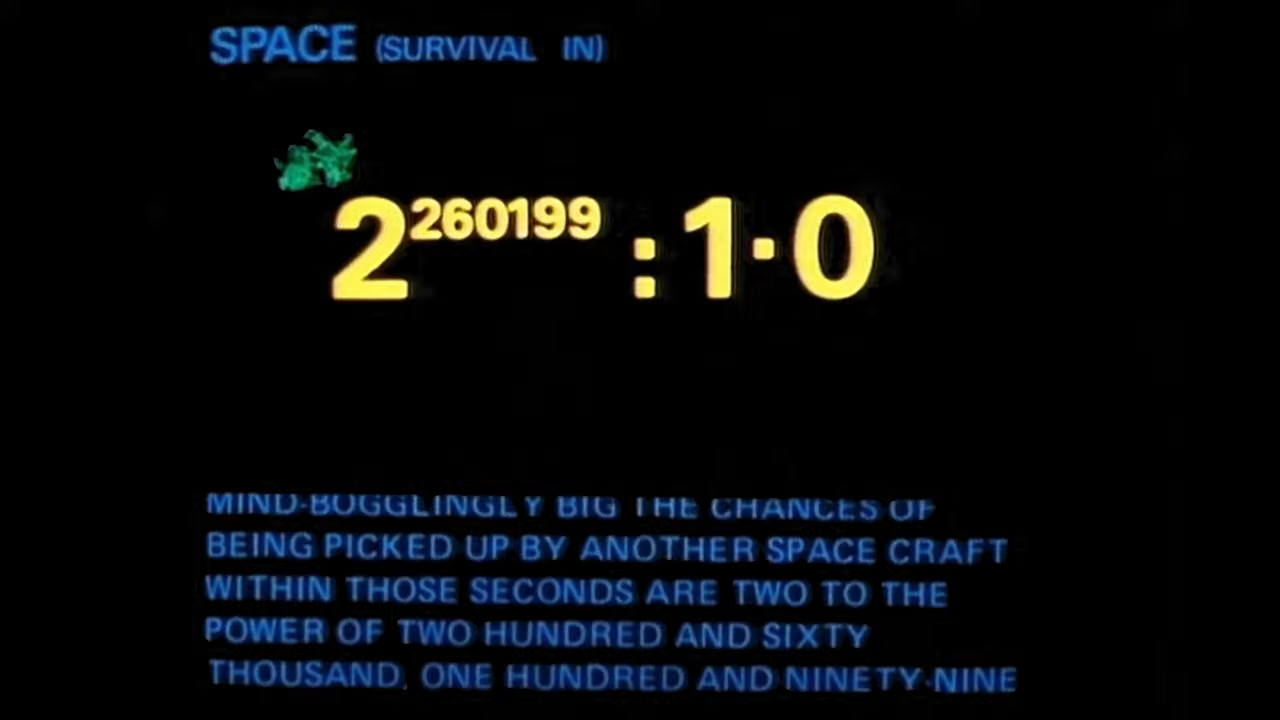 SPACE (SURVIVAL IN)
2²⁶⁰¹⁹⁹ : 1·0
MIND-BOGGLINGLY BIG THE CHANCES OF
BEING PICKED UP BY ANOTHER SPACE CRAFT
WITHIN THOSE SECONDS ARE TWO TO THE
POWER OF TWO HUNDRED AND SIXTY
THOUSAND, ONE HUNDRED AND NINETY-NINE